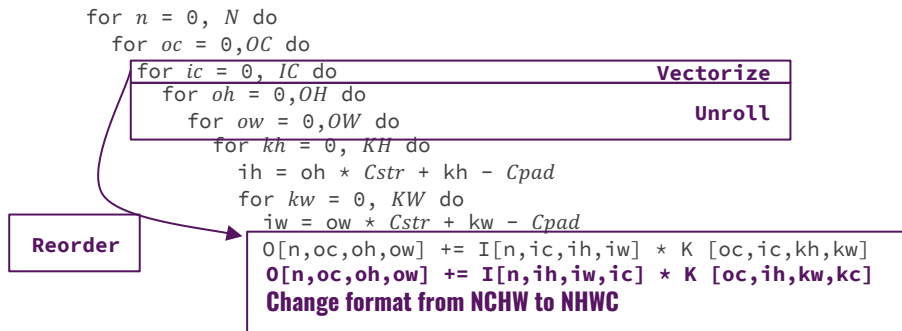 for n = 0, N do
for oc = 0,OC do
for ic = 0, IC do Vectorize
for oh = 0,OH do
Unroll
for ow = 0,OW do
for kh = 0, KH do
ih = oh * Cstr + kh − Cpad
for kw = 0, KW do
iw = ow * Cstr + kw − Cpad
Reorder
O[n,oc,oh,ow] += I[n,ic,ih,iw] * K [oc,ic,kh,kw]
O[n,oc,oh,ow] += I[n,ih,iw,ic] * K [oc,ih,kw,kc]
Change format from NCHW to NHWC